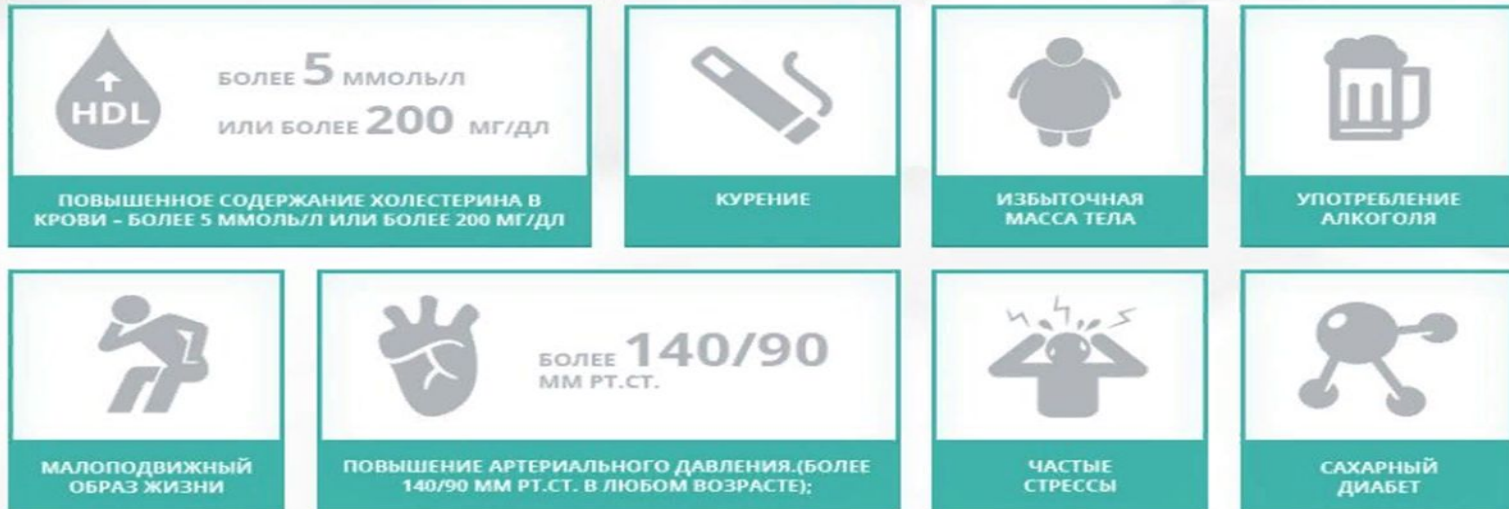 HDL
БОЛЕЕ 5 ММОЛЬ/Л
ИЛИ БОЛЕЕ 200 МГ/ДЛ
ПОВЫШЕННОЕ СОДЕРЖАНИЕ ХОЛЕСТЕРИНА В
КРОВИ – БОЛЕЕ 5 ММОЛЬ/Л ИЛИ БОЛЕЕ 200 МГ/ДЛ
КУРЕНИЕ
ИЗБЫТОЧНАЯ
МАССА ТЕЛА
УПОТРЕБЛЕНИЕ
АЛКОГОЛЯ
МАЛОПОДВИЖНЫЙ
ОБРАЗ ЖИЗНИ
БОЛЕЕ 140/90
ММ РТ.СТ.
ПОВЫШЕНИЕ АРТЕРИАЛЬНОГО ДАВЛЕНИЯ.(БОЛЕЕ
140/90 ММ РТ.СТ. В ЛЮБОМ ВОЗРАСТЕ);
ЧАСТЫЕ
СТРЕССЫ
САХАРНЫЙ
ДИАБЕТ